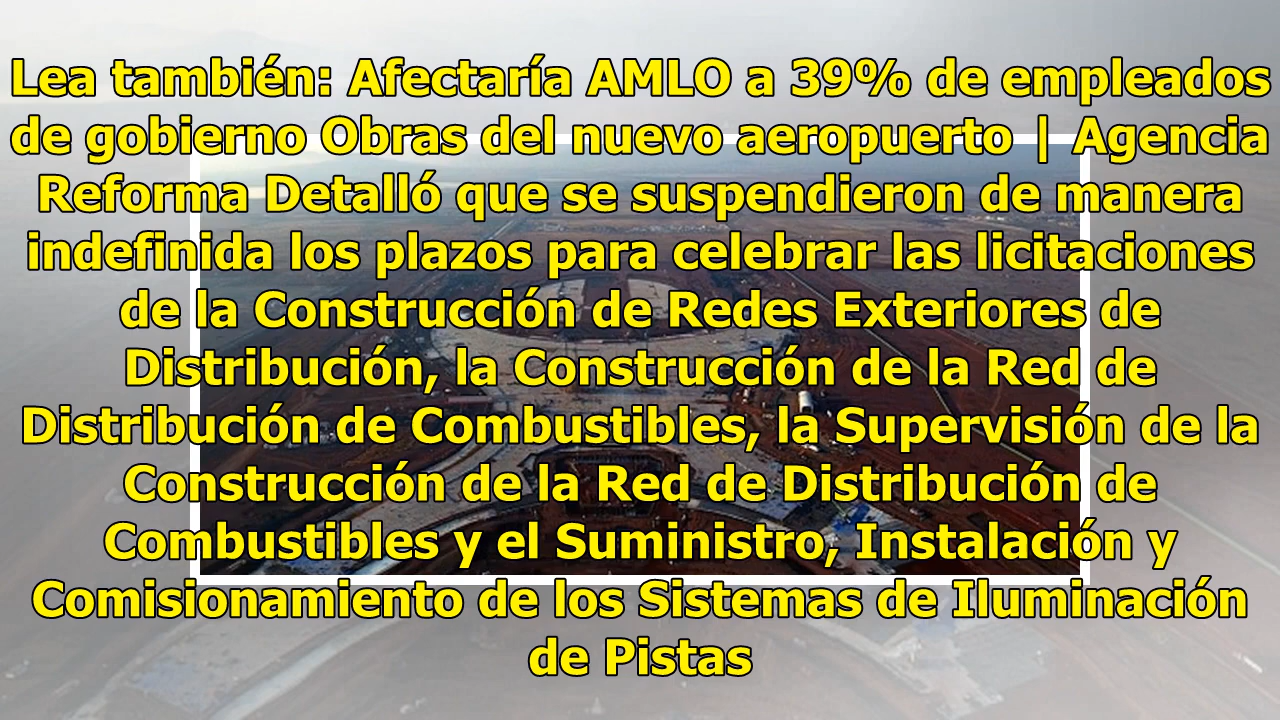 Lea también: Afectaría AMLO a 39% de empleados
de gobierno Obras del nuevo aeropuerto | Agencia
Reforma Detalló que se suspendieron de manera
indefinida los plazos para celebrar las licitaciones
de la Construcción de Redes Exteriores de
Distribución, la Construcción de la Red de
Distribución de Combustibles, la Supervisión de la
Construcción de la Red de Distribución de
Combustibles y el Suministro, Instalación y
Comisionamiento de los Sistemas de Iluminación
de Pistas